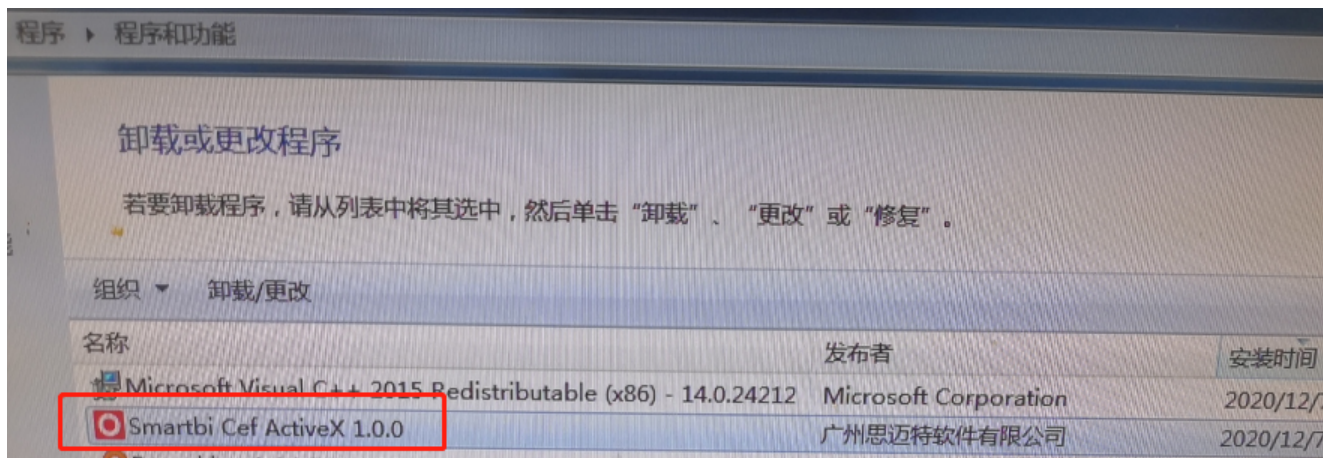 程序 ▸ 程序和功能
卸载或更改程序
若要卸载程序，请从列表中将其选中，然后单击“卸载”、“更改”或“修复”。
组织 ▼ 卸载/更改
名称 发布者 安装时间
Microsoft Visual C++ 2015 Redistributable (x86) - 14.0.24212 Microsoft Corporation 2020/12/
Smartbi Cef ActiveX 1.0.0 广州思迈特软件有限公司 2020/12/7